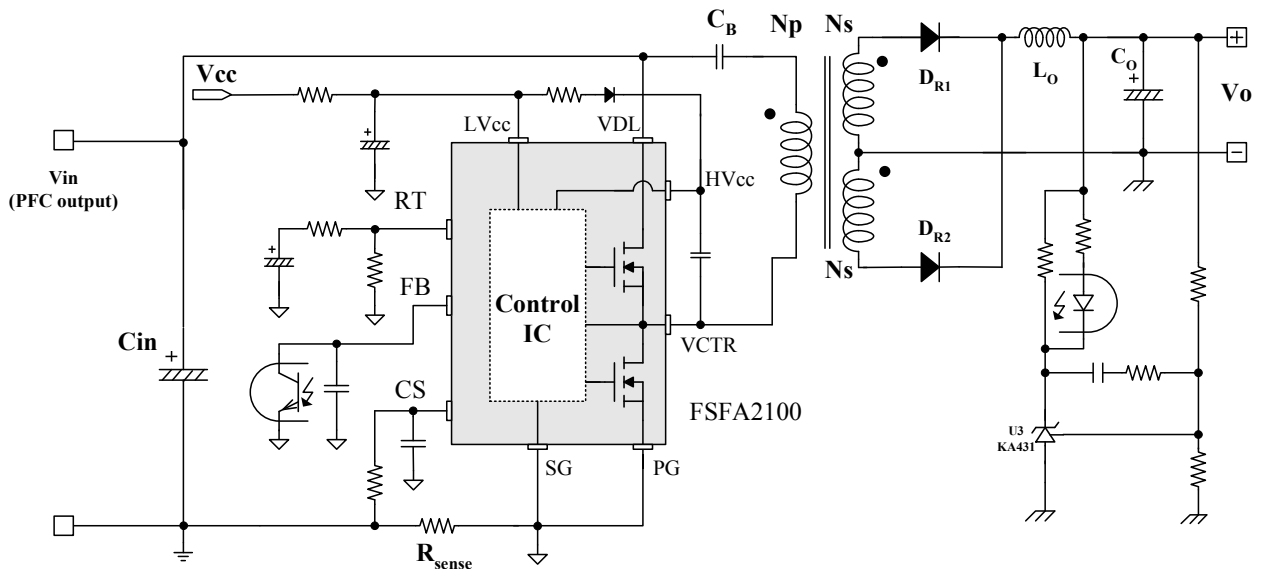 C_B
Np
Ns
Vcc
D_R1
L_O
C_O
+
Vo
LVcc
VDL
Vin
(PFC output)
HVcc
RT
D_R2
Ns
FB
Control
IC
Cin
+
VCTR
CS
FSFA2100
U3
KA431
SG
PG
R_sense